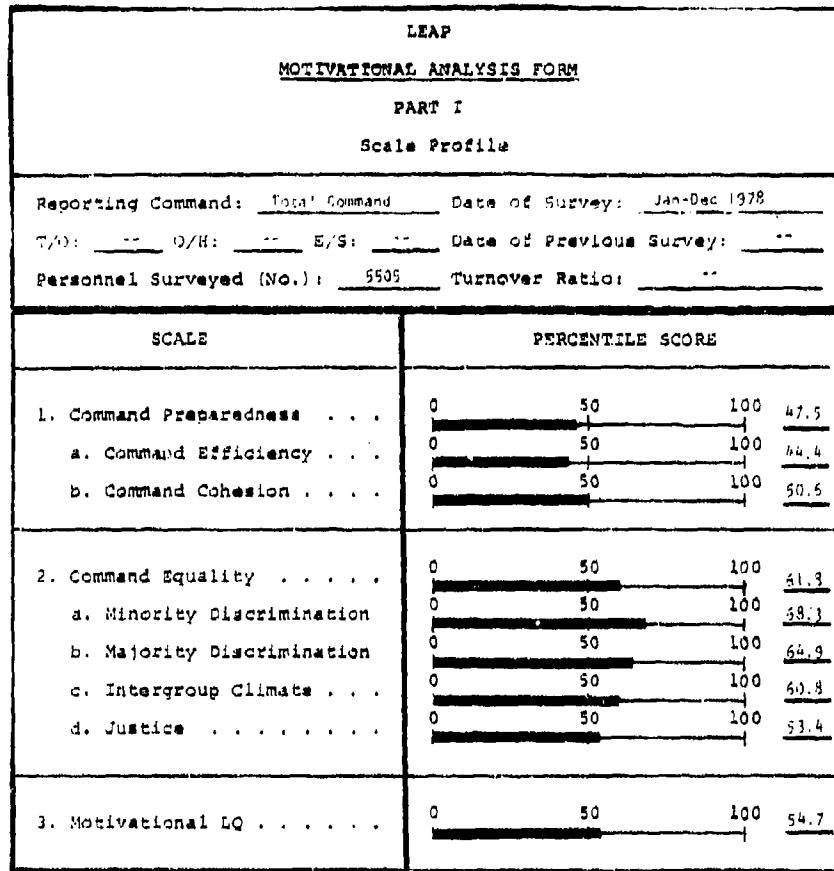 LEAP
MOTIVATIONAL ANALYSIS FORM
PART I
Scale Profile
Reporting Command: Total Command Date of Survey: Jan-Dec 1978
T/O: -- O/H: -- E/S: -- Date of Previous Survey: --
Personnel Surveyed (No.): 5505 Turnover Ratio: --
SCALE PERCENTILE SCORE
1. Command Preparedness . . . 0 50 100 47.5
a. Command Efficiency . . . 0 50 100 44.4
b. Command Cohesion . . . . 0 50 100 50.6
2. Command Equality . . . . . 0 50 100 61.8
a. Minority Discrimination 0 50 100 68.3
b. Majority Discrimination 0 50 100 64.9
c. Intergroup Climate . . . 0 50 100 60.8
d. Justice . . . . . . . . 0 50 100 53.4
3. Motivational LQ . . . . . . 0 50 100 54.7